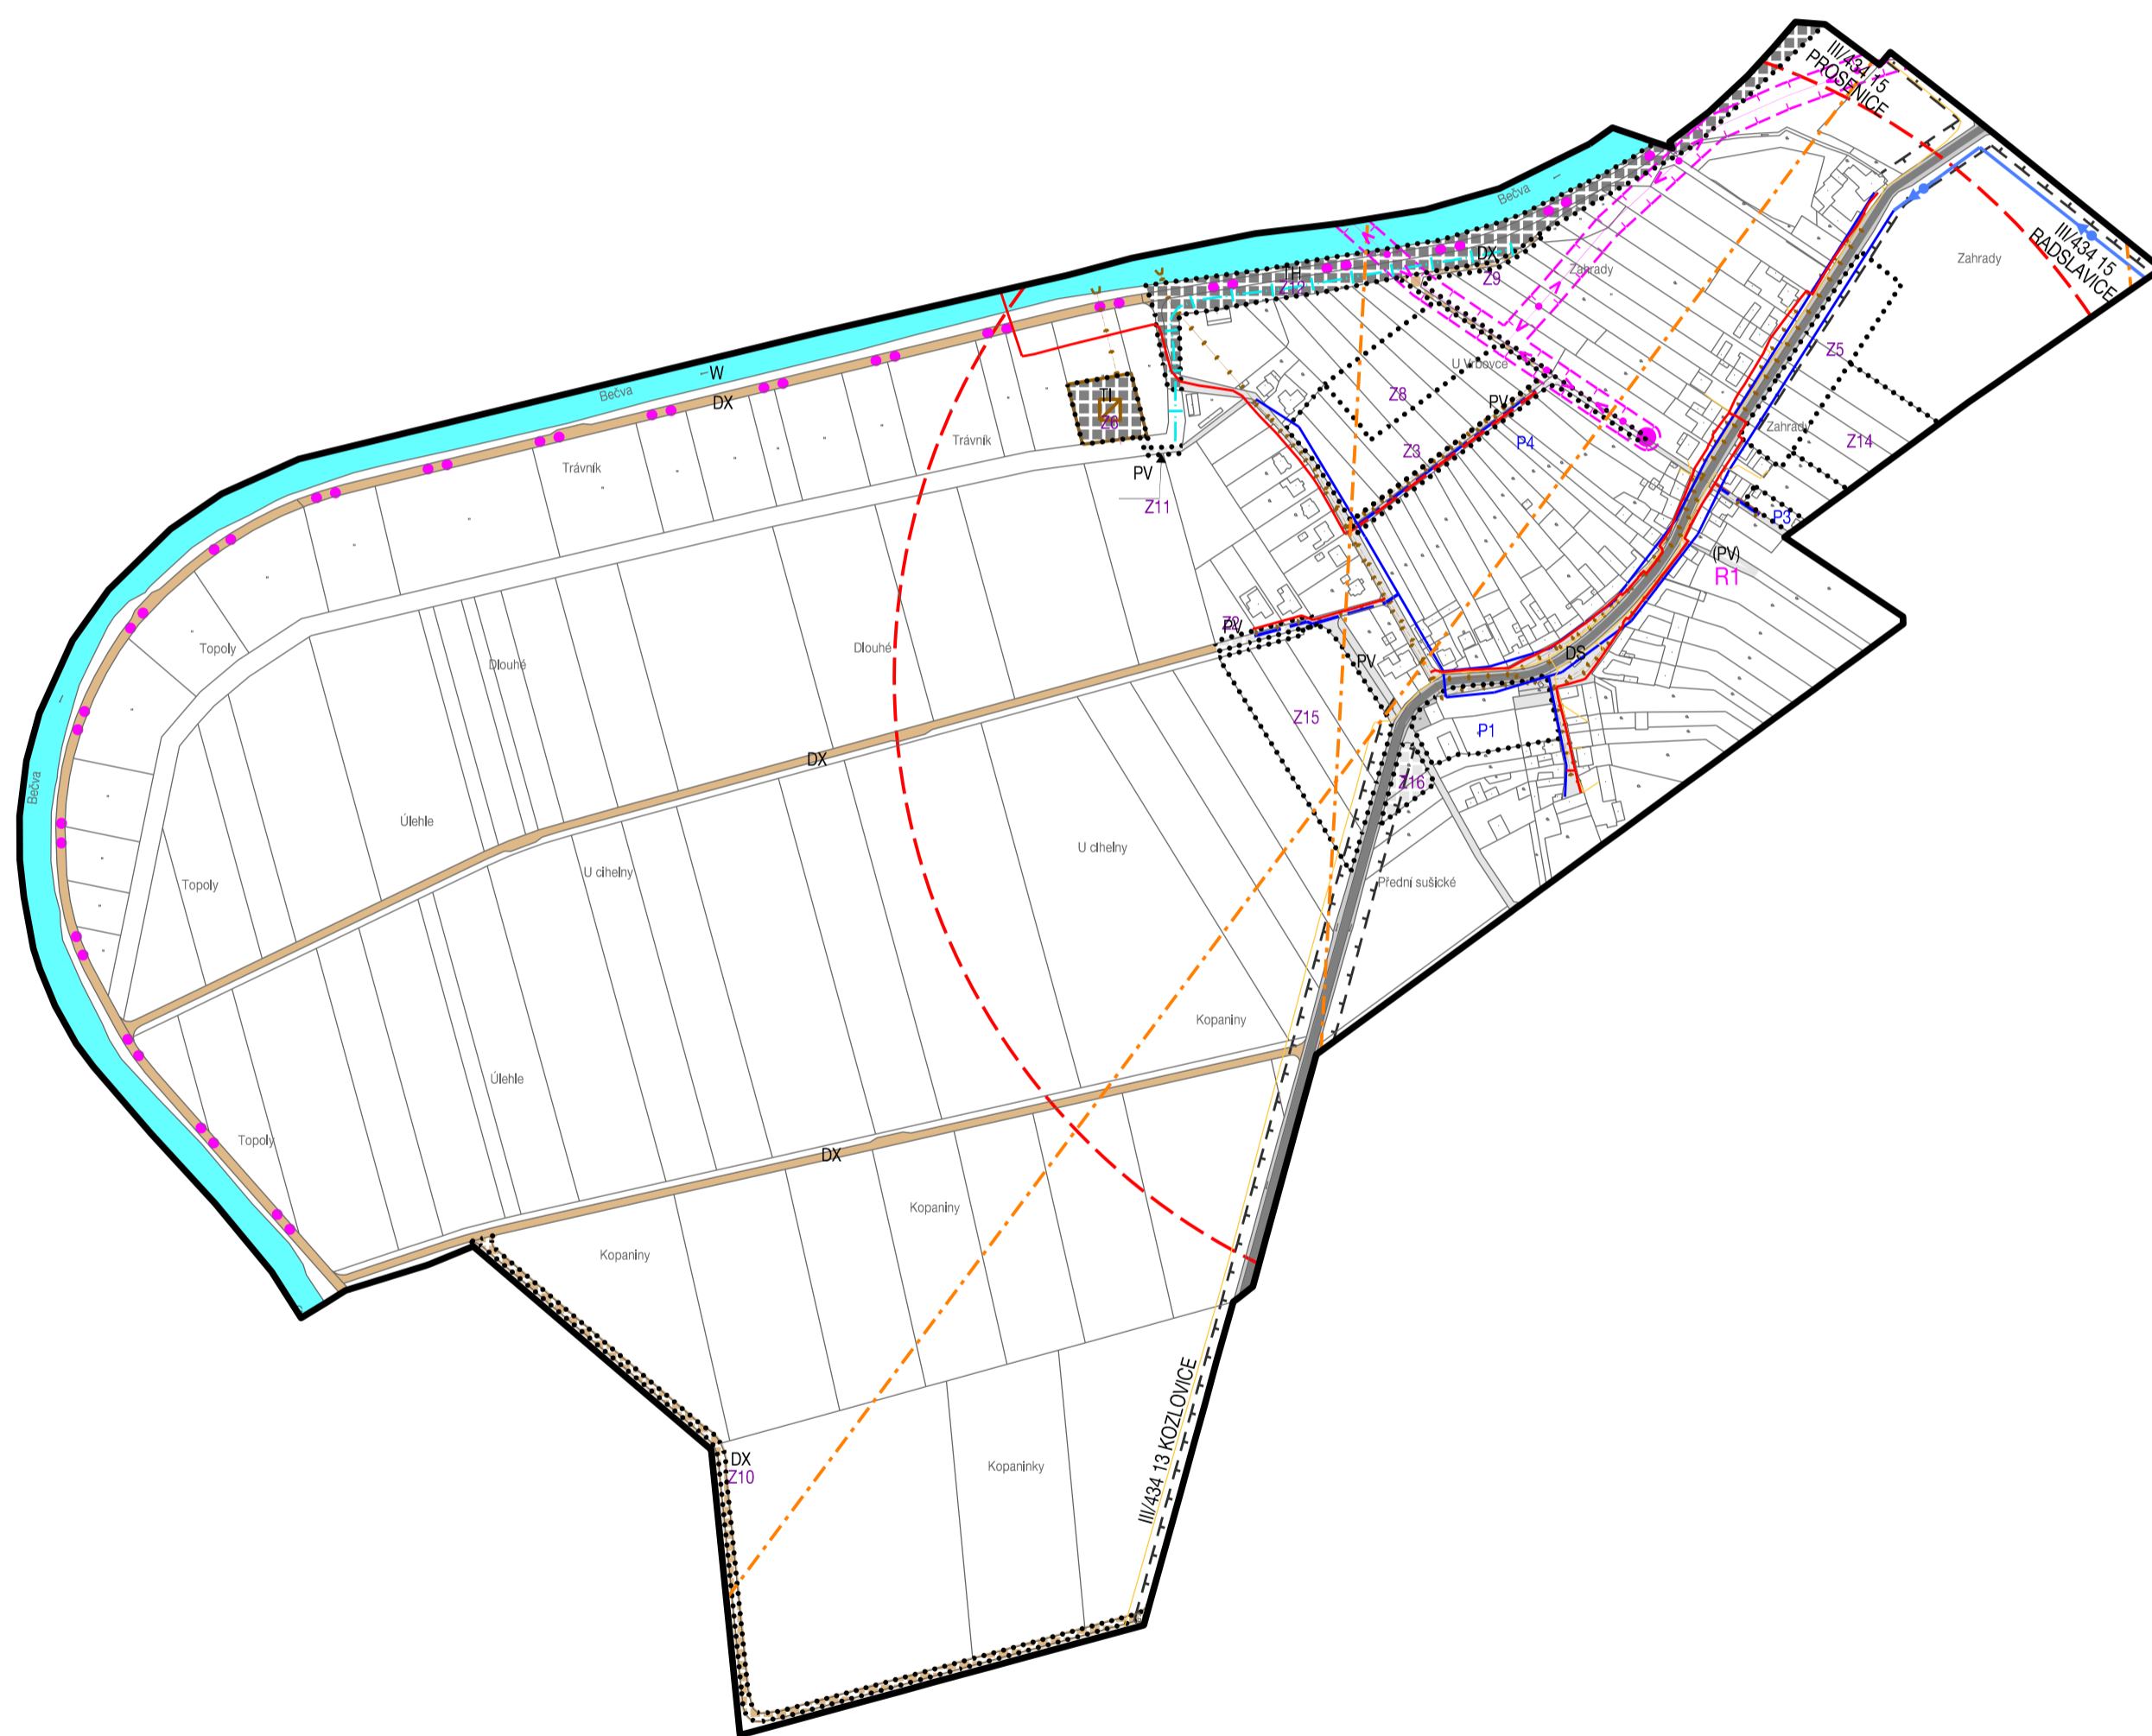 III/434 15
PROSENICE
III/434 15
RADSLAVICE
Bečva
Zahrady
DX
Z9
Zahrady
TH
Z12
Z5
W
Bečva
DX
U Vrbovce
Z8
PV
TI
Z6
Trávník
Z3
P4
Zahrady
Z14
Trávník
PV
Z11
P3
(PV)
R1
Topoly
Dlouhé
Dlouhé
PV
PV
DS
Z15
P1
DX
Bečva
Z16
Úlehle
U cihelny
U cihelny
Topoly
Přední sušické
Kopaniny
Úlehle
Topoly
DX
Kopaniny
Kopaniny
III/434 13 KOZLOVICE
DX
Z10
Kopaninky